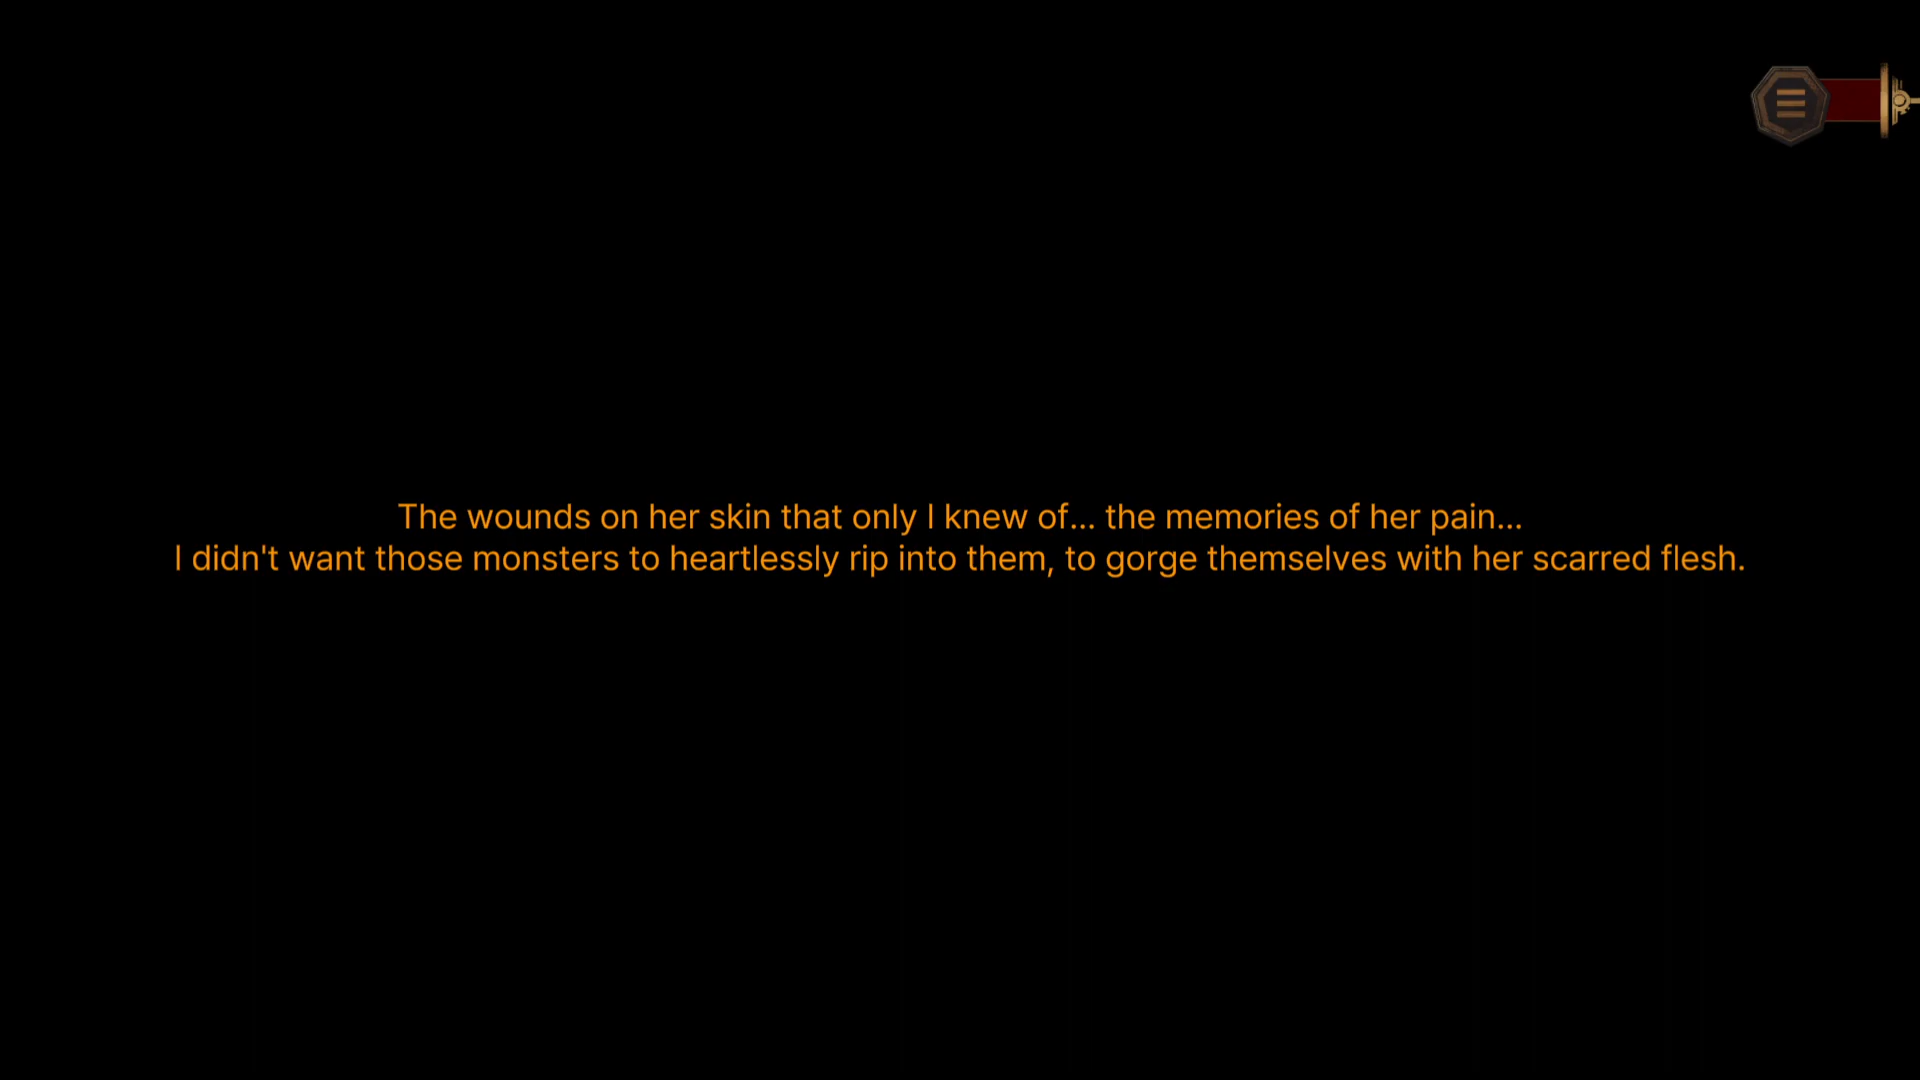 The wounds on her skin that only I knew of... the memories of her pain...
I didn't want those monsters to heartlessly rip into them, to gorge themselves with her scarred flesh.